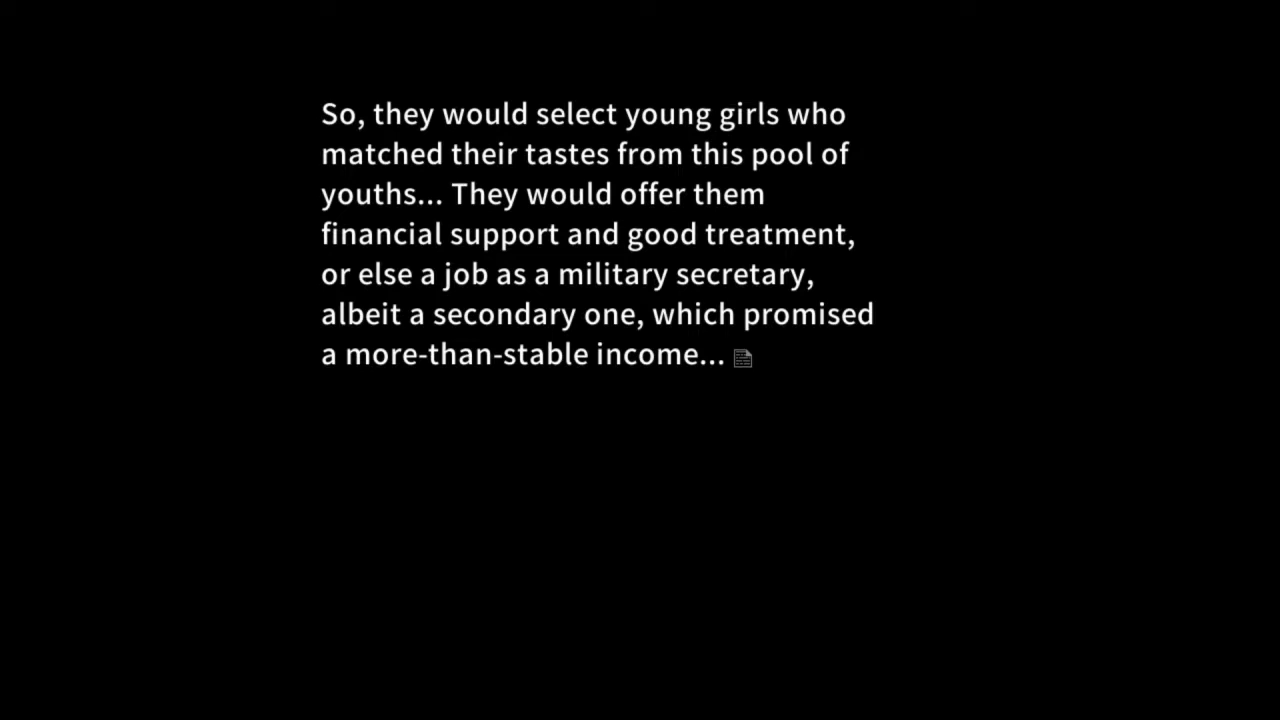 So, they would select young girls who
matched their tastes from this pool of
youths... They would offer them
financial support and good treatment,
or else a job as a military secretary,
albeit a secondary one, which promised
a more-than-stable income...